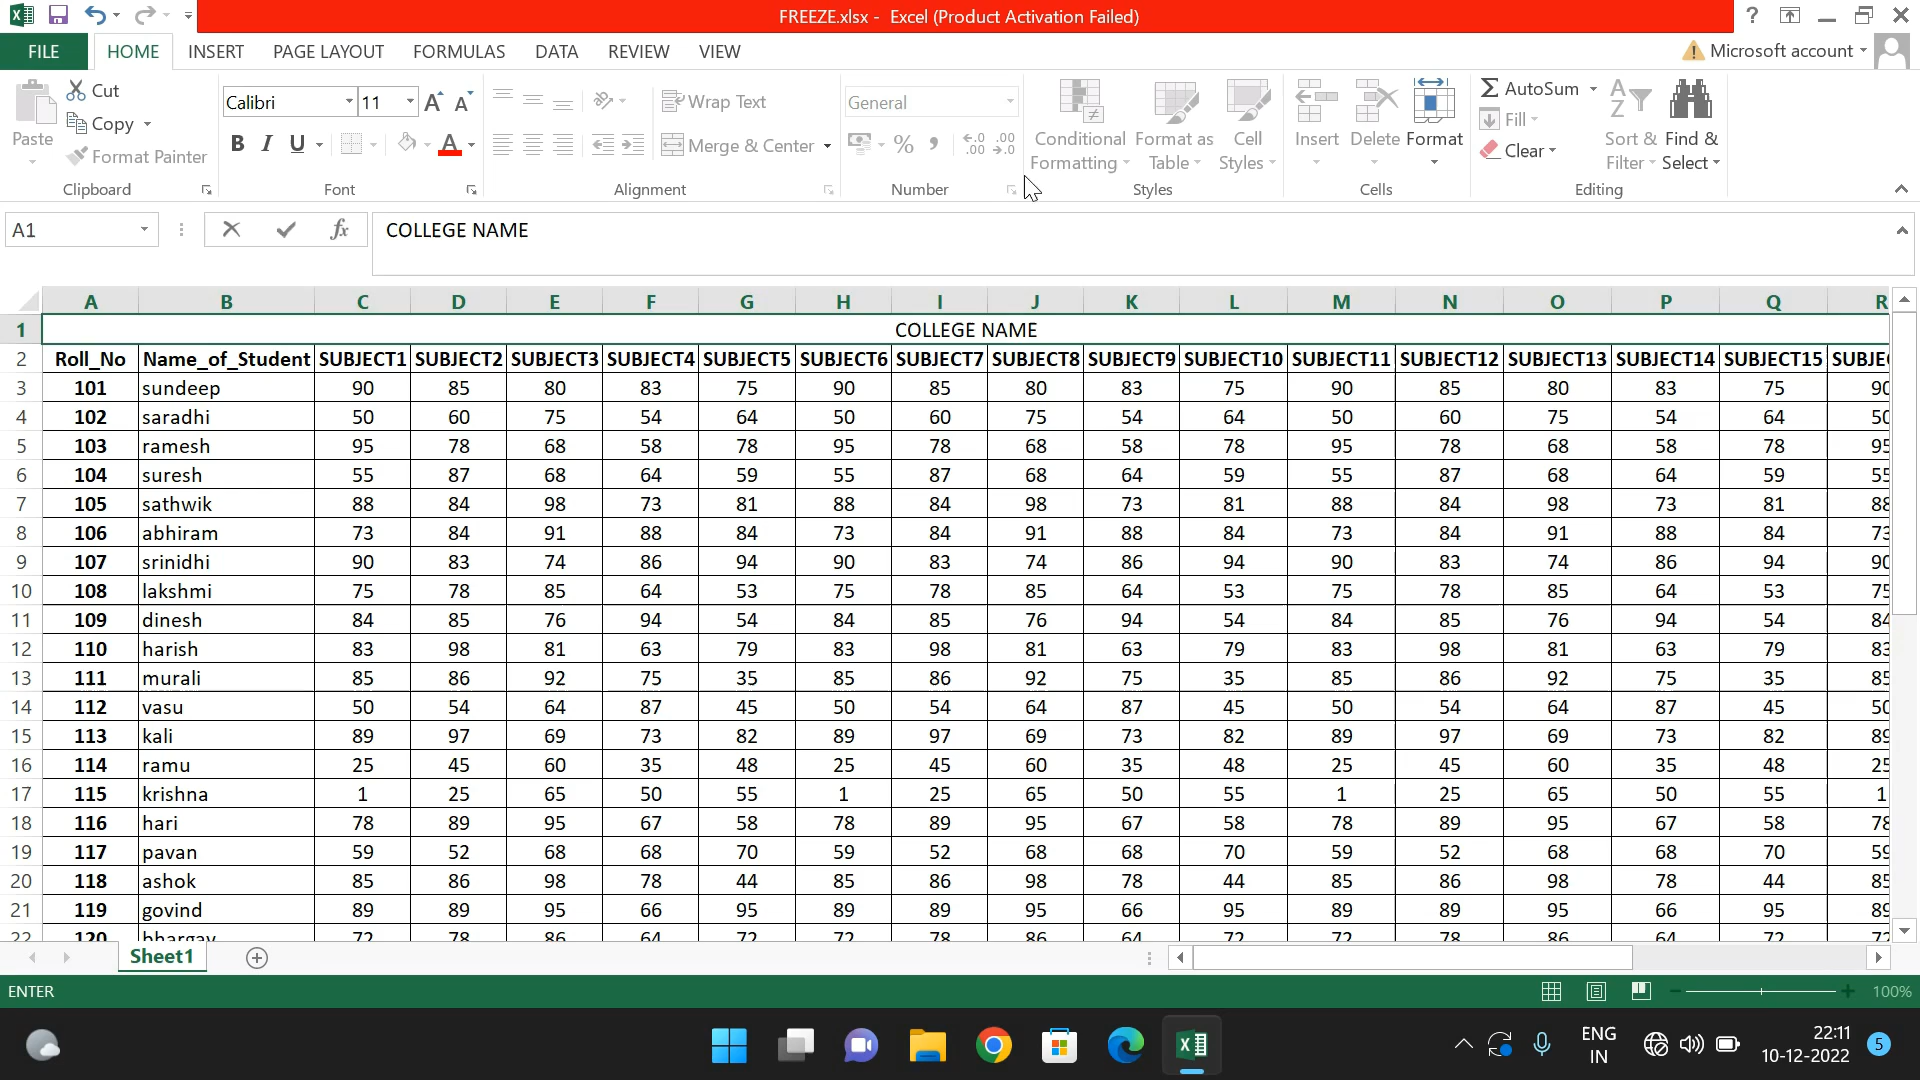 FREEZE.xlsx - Excel (Product Activation Failed)
FILE HOME INSERT PAGE LAYOUT FORMULAS DATA REVIEW VIEW Microsoft account
Cut
Copy
Format Painter
Paste
Clipboard
Calibri 11
Font
Wrap Text
Merge & Center
Alignment
General
Number
Conditional Formatting
Format as Table
Cell Styles
Styles
Insert Delete Format
Cells
AutoSum
Fill
Clear
Sort & Filter
Find & Select
Editing
A1 COLLEGE NAME
A B C D E F G H I J K L M N O P Q R
1 COLLEGE NAME
2 Roll_No Name_of_Student SUBJECT1 SUBJECT2 SUBJECT3 SUBJECT4 SUBJECT5 SUBJECT6 SUBJECT7 SUBJECT8 SUBJECT9 SUBJECT10 SUBJECT11 SUBJECT12 SUBJECT13 SUBJECT14 SUBJECT15 SUBJE
3 101 sundeep 90 85 80 83 75 90 85 80 83 75 90 85 80 83 75 90
4 102 saradhi 50 60 75 54 64 50 60 75 54 64 50 60 75 54 64 50
5 103 ramesh 95 78 68 58 78 95 78 68 58 78 95 78 68 58 78 95
6 104 suresh 55 87 68 64 59 55 87 68 64 59 55 87 68 64 59 55
7 105 sathwik 88 84 98 73 81 88 84 98 73 81 88 84 98 73 81 88
8 106 abhiram 73 84 91 88 84 73 84 91 88 84 73 84 91 88 84 73
9 107 srinidhi 90 83 74 86 94 90 83 74 86 94 90 83 74 86 94 90
10 108 lakshmi 75 78 85 64 53 75 78 85 64 53 75 78 85 64 53 75
11 109 dinesh 84 85 76 94 54 84 85 76 94 54 84 85 76 94 54 84
12 110 harish 83 98 81 63 79 83 98 81 63 79 83 98 81 63 79 83
13 111 murali 85 86 92 75 35 85 86 92 75 35 85 86 92 75 35 85
14 112 vasu 50 54 64 87 45 50 54 64 87 45 50 54 64 87 45 50
15 113 kali 89 97 69 73 82 89 97 69 73 82 89 97 69 73 82 89
16 114 ramu 25 45 60 35 48 25 45 60 35 48 25 45 60 35 48 25
17 115 krishna 1 25 65 50 55 1 25 65 50 55 1 25 65 50 55 1
18 116 hari 78 89 95 67 58 78 89 95 67 58 78 89 95 67 58 78
19 117 pavan 59 52 68 68 70 59 52 68 68 70 59 52 68 68 70 59
20 118 ashok 85 86 98 78 44 85 86 98 78 44 85 86 98 78 44 85
21 119 govind 89 89 95 66 95 89 89 95 66 95 89 89 95 66 95 89
22 120 bhargav 72 78 86 64 72 72 78 86 64 72 72 78 86 64 72 72
Sheet1
ENTER 100%
ENG
IN
22:11
10-12-2022
5